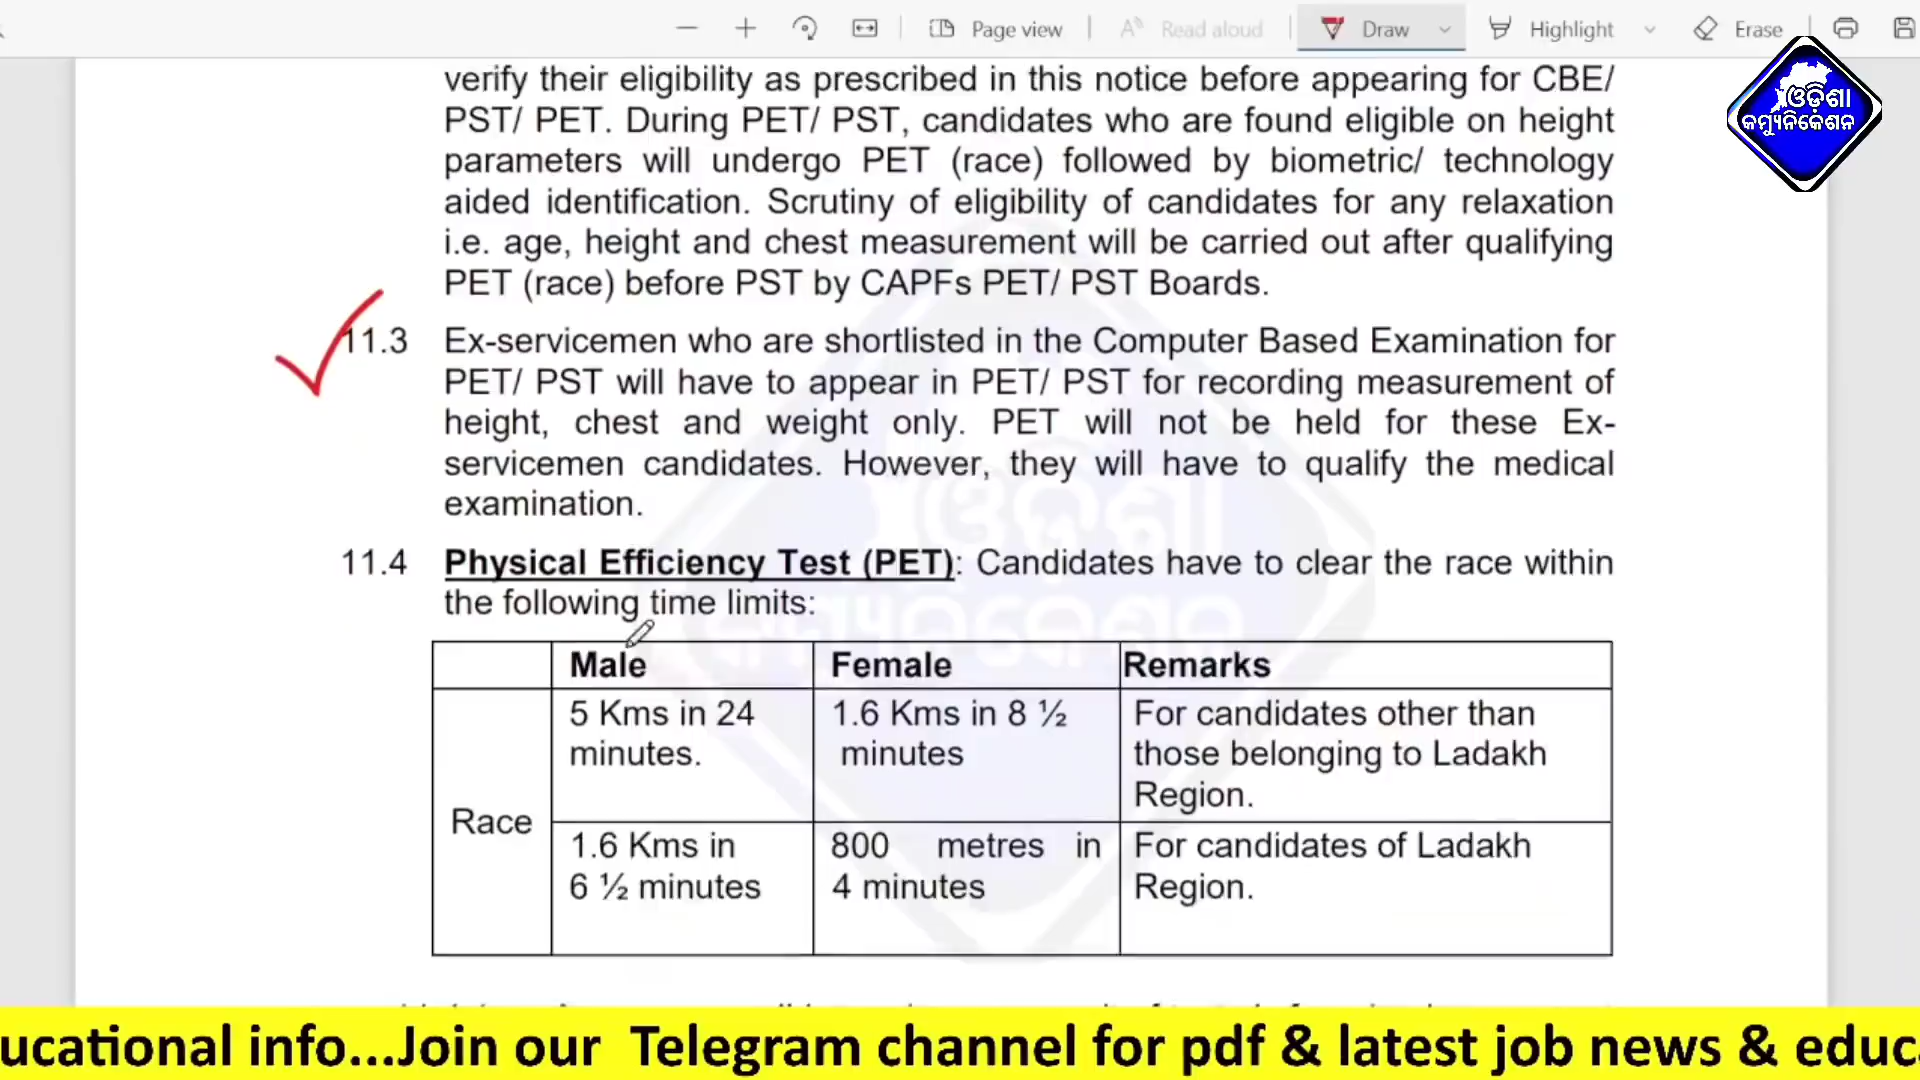 Page view
Read aloud
Draw
Highlight
Erase
ଓଡ଼ିଶା
କମ୍ୟୁନିକେଶନ
verify their eligibility as prescribed in this notice before appearing for CBE/
PST/ PET. During PET/ PST, candidates who are found eligible on height
parameters will undergo PET (race) followed by biometric/ technology
aided identification. Scrutiny of eligibility of candidates for any relaxation
i.e. age, height and chest measurement will be carried out after qualifying
PET (race) before PST by CAPFs PET/ PST Boards.
11.3 Ex-servicemen who are shortlisted in the Computer Based Examination for
PET/ PST will have to appear in PET/ PST for recording measurement of
height, chest and weight only. PET will not be held for these Ex-
servicemen candidates. However, they will have to qualify the medical
examination.
11.4 Physical Efficiency Test (PET): Candidates have to clear the race within
the following time limits:
Male Female Remarks
5 Kms in 24 1.6 Kms in 8 ½ For candidates other than
minutes. minutes those belonging to Ladakh
Region.
Race
1.6 Kms in 800 metres in For candidates of Ladakh
6 ½ minutes 4 minutes Region.
ucational info...Join our Telegram channel for pdf & latest job news & educ